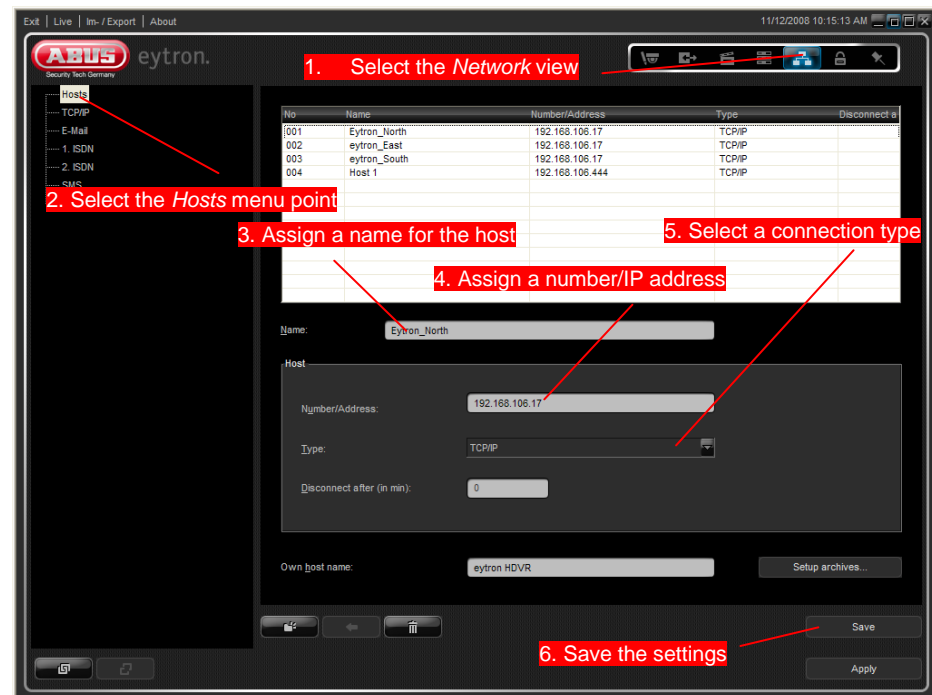 Exit | Live | Im- / Export | About 11/12/2008 10:15:13 AM
ABUS eytron.
Security Tech Germany
1. Select the Network view
Hosts
TCP/IP
E-Mail
1. ISDN
2. ISDN
SMS
2. Select the Hosts menu point
No Name Number/Address Type Disconnect a
001 Eytron_North 192.168.106.17 TCP/IP
002 eytron_East 192.168.106.17 TCP/IP
003 eytron_South 192.168.106.17 TCP/IP
004 Host 1 192.168.106.444 TCP/IP
3. Assign a name for the host
5. Select a connection type
4. Assign a number/IP address
Name: Eytron_North
Host
Number/Address: 192.168.106.17
Type: TCP/IP
Disconnect after (in min): 0
Own host name: eytron HDVR Setup archives...
Save
6. Save the settings
Apply